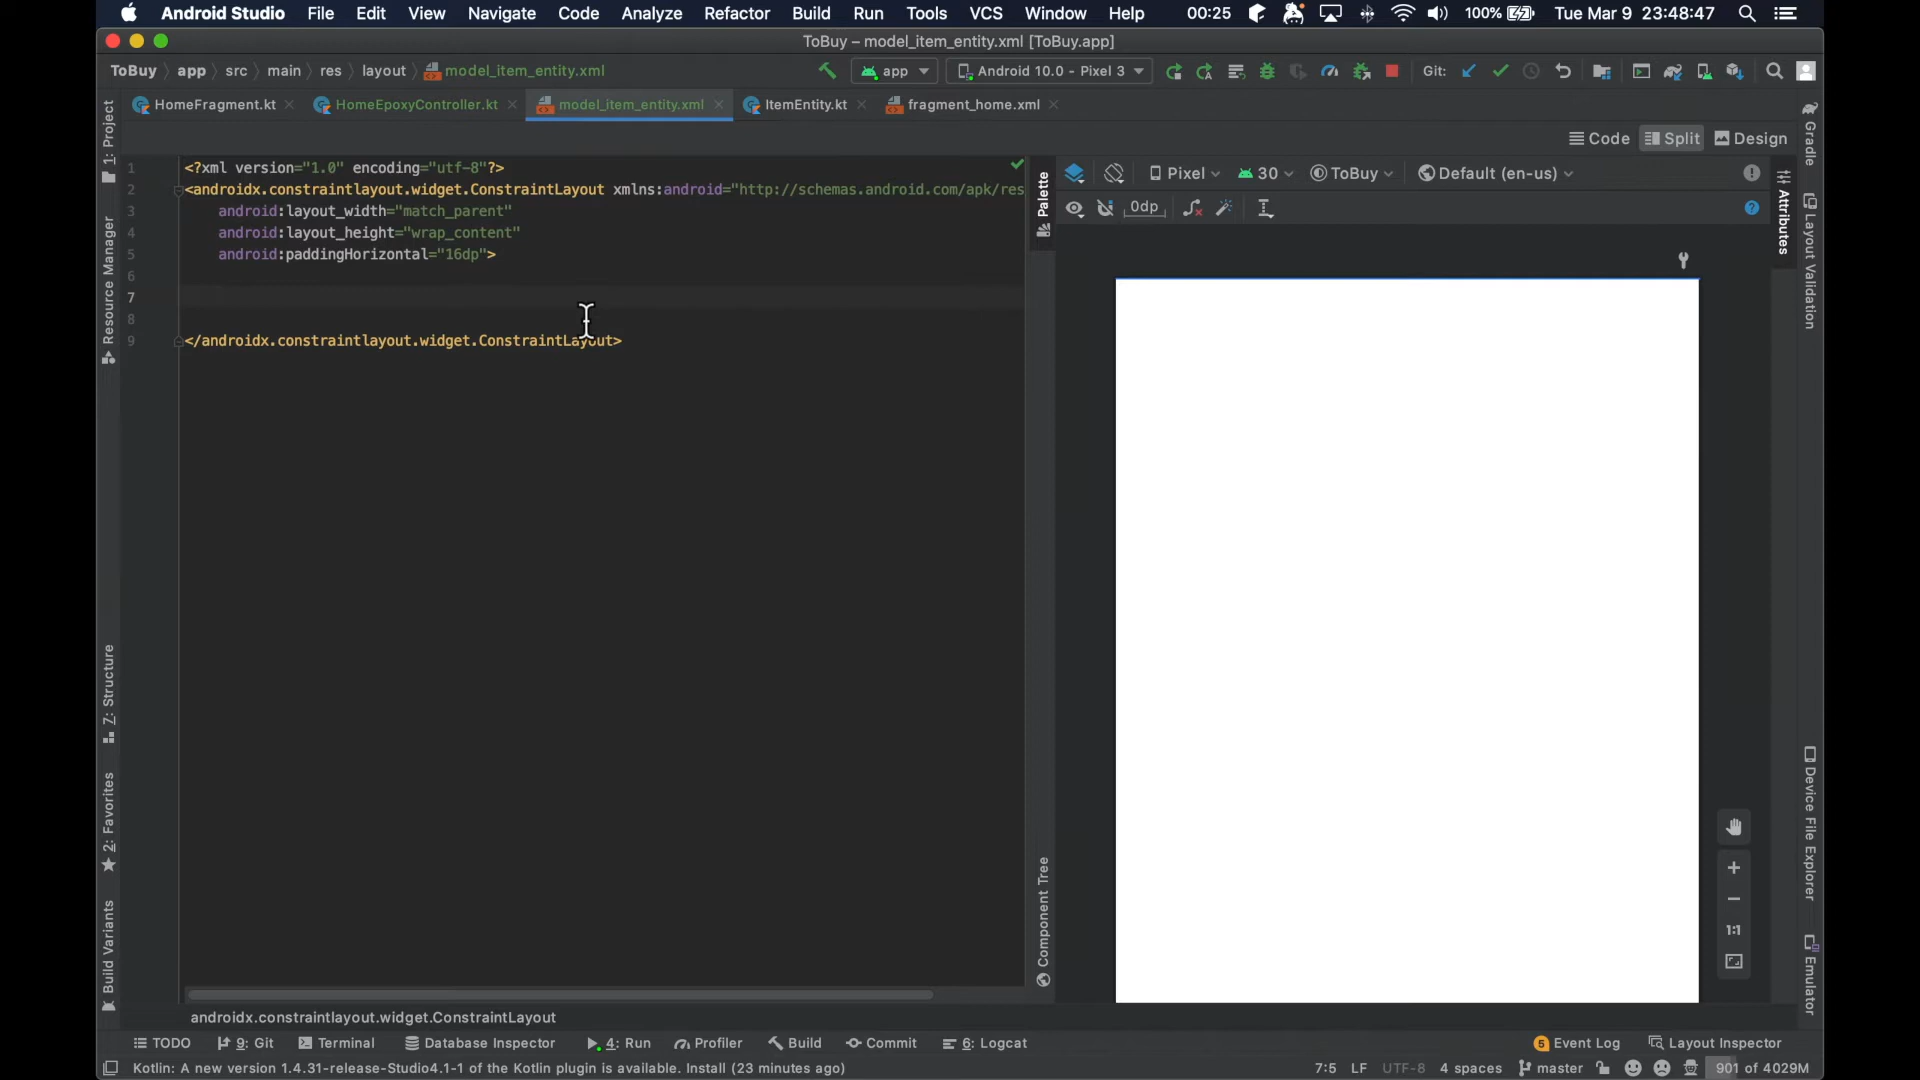 Android Studio File Edit View Navigate Code Analyze Refactor Build Run Tools VCS Window Help 00:25 100% Tue Mar 9 23:48:47
ToBuy – model_item_entity.xml [ToBuy.app]
ToBuy app src main res layout model_item_entity.xml app Android 10.0 - Pixel 3 Git:
HomeFragment.kt HomeEpoxyController.kt model_item_entity.xml ItemEntity.kt fragment_home.xml
Code Split Design
1 <?xml version="1.0" encoding="utf-8"?>
2 <androidx.constraintlayout.widget.ConstraintLayout xmlns:android="http://schemas.android.com/apk/res
3 android:layout_width="match_parent"
4 android:layout_height="wrap_content"
5 android:paddingHorizontal="16dp">
6
7
8
9 </androidx.constraintlayout.widget.ConstraintLayout>
Pixel 30 ToBuy Default (en-us)
0dp
1:1
1: Project
Resource Manager
Z: Structure
2: Favorites
Build Variants
Palette
Component Tree
Attributes
Gradle
Layout Validation
Device File Explorer
Emulator
androidx.constraintlayout.widget.ConstraintLayout
TODO 9: Git Terminal Database Inspector 4: Run Profiler Build Commit 6: Logcat 5 Event Log Layout Inspector
Kotlin: A new version 1.4.31-release-Studio4.1-1 of the Kotlin plugin is available. Install (23 minutes ago) 7:5 LF UTF-8 4 spaces master 901 of 4029M